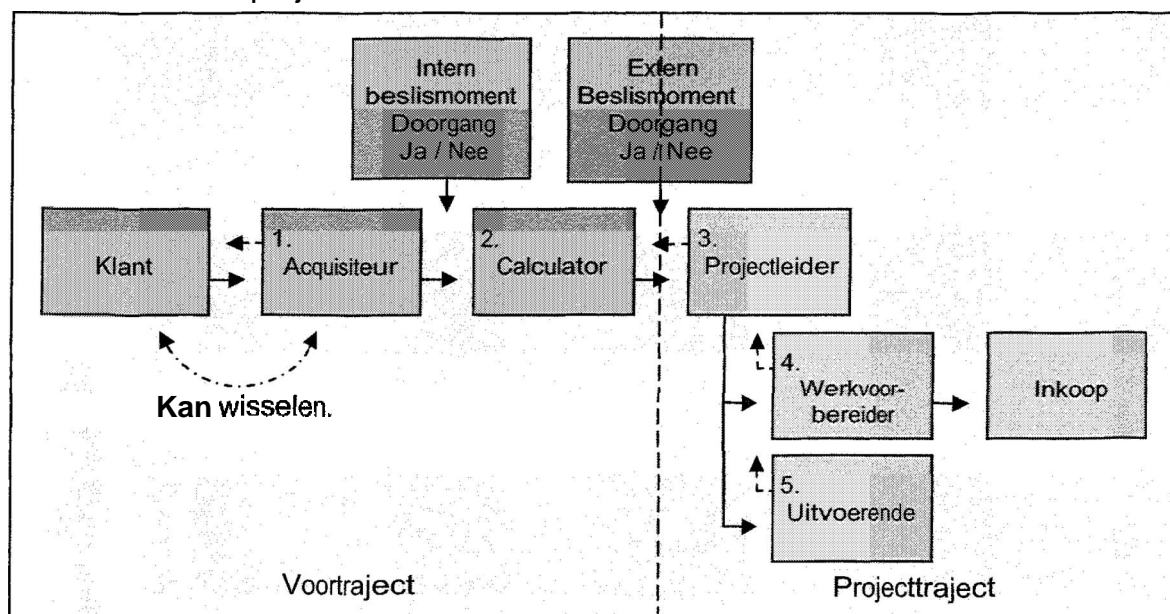 Intern
beslismoment
Doorgang
Ja / Nee
Extern
Beslismoment
Doorgang
Ja / Nee
Klant
1.
Acquisiteur
2.
Calculator
3.
Projectleider
Kan wisselen.
4.
Werkvoor-
bereider
Inkoop
5.
Uitvoerende
Voortraject
Projecttraject